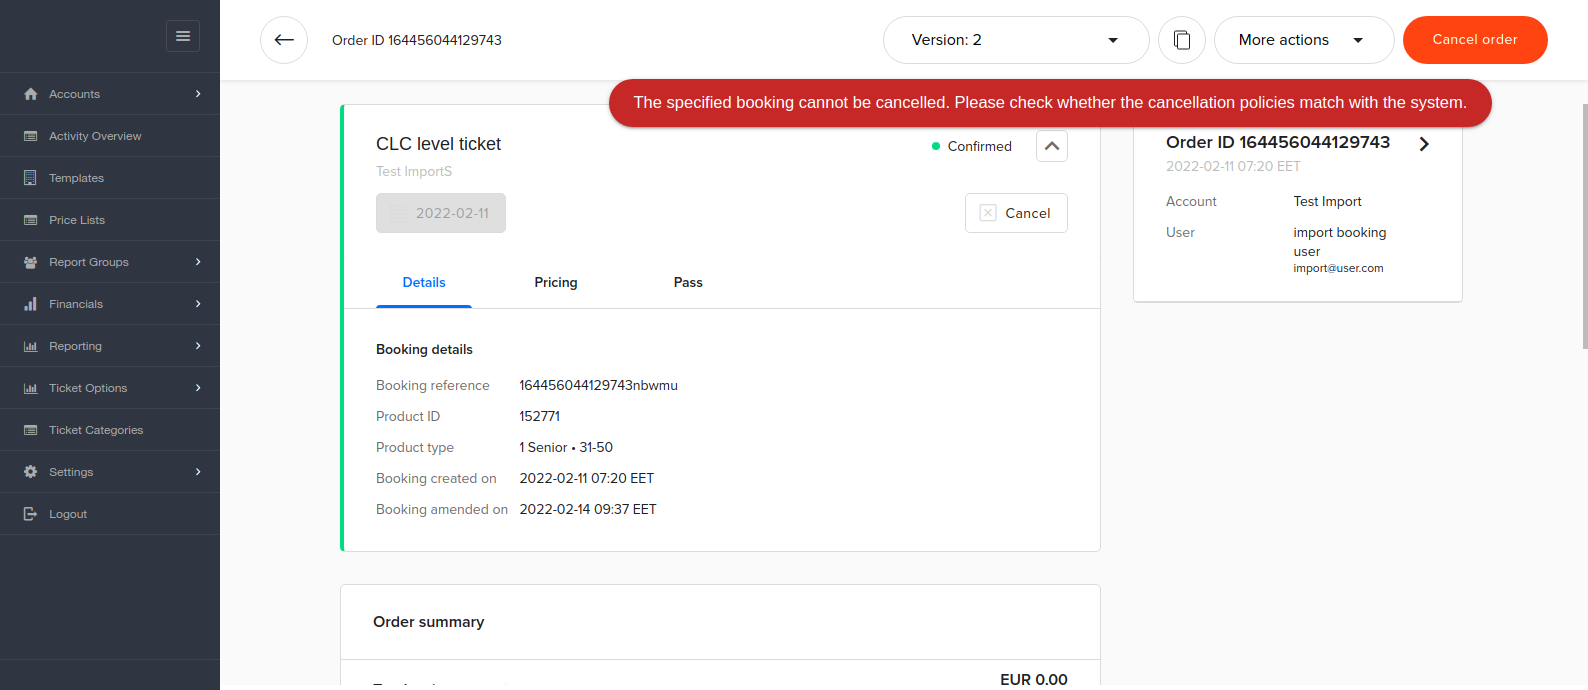 Order ID 164456044129743
Version: 2
More actions
Cancel order
The specified booking cannot be cancelled. Please check whether the cancellation policies match with the system.
Accounts
Activity Overview
Templates
Price Lists
Report Groups
Financials
Reporting
Ticket Options
Ticket Categories
Settings
Logout
CLC level ticket
Confirmed
Test ImportS
2022-02-11
Cancel
Details
Pricing
Pass
Booking details
Booking reference 164456044129743nbwmu
Product ID 152771
Product type 1 Senior • 31-50
Booking created on 2022-02-11 07:20 EET
Booking amended on 2022-02-14 09:37 EET
Order summary
EUR 0.00
Order ID 164456044129743
2022-02-11 07:20 EET
Account Test Import
User import booking
user
import@user.com